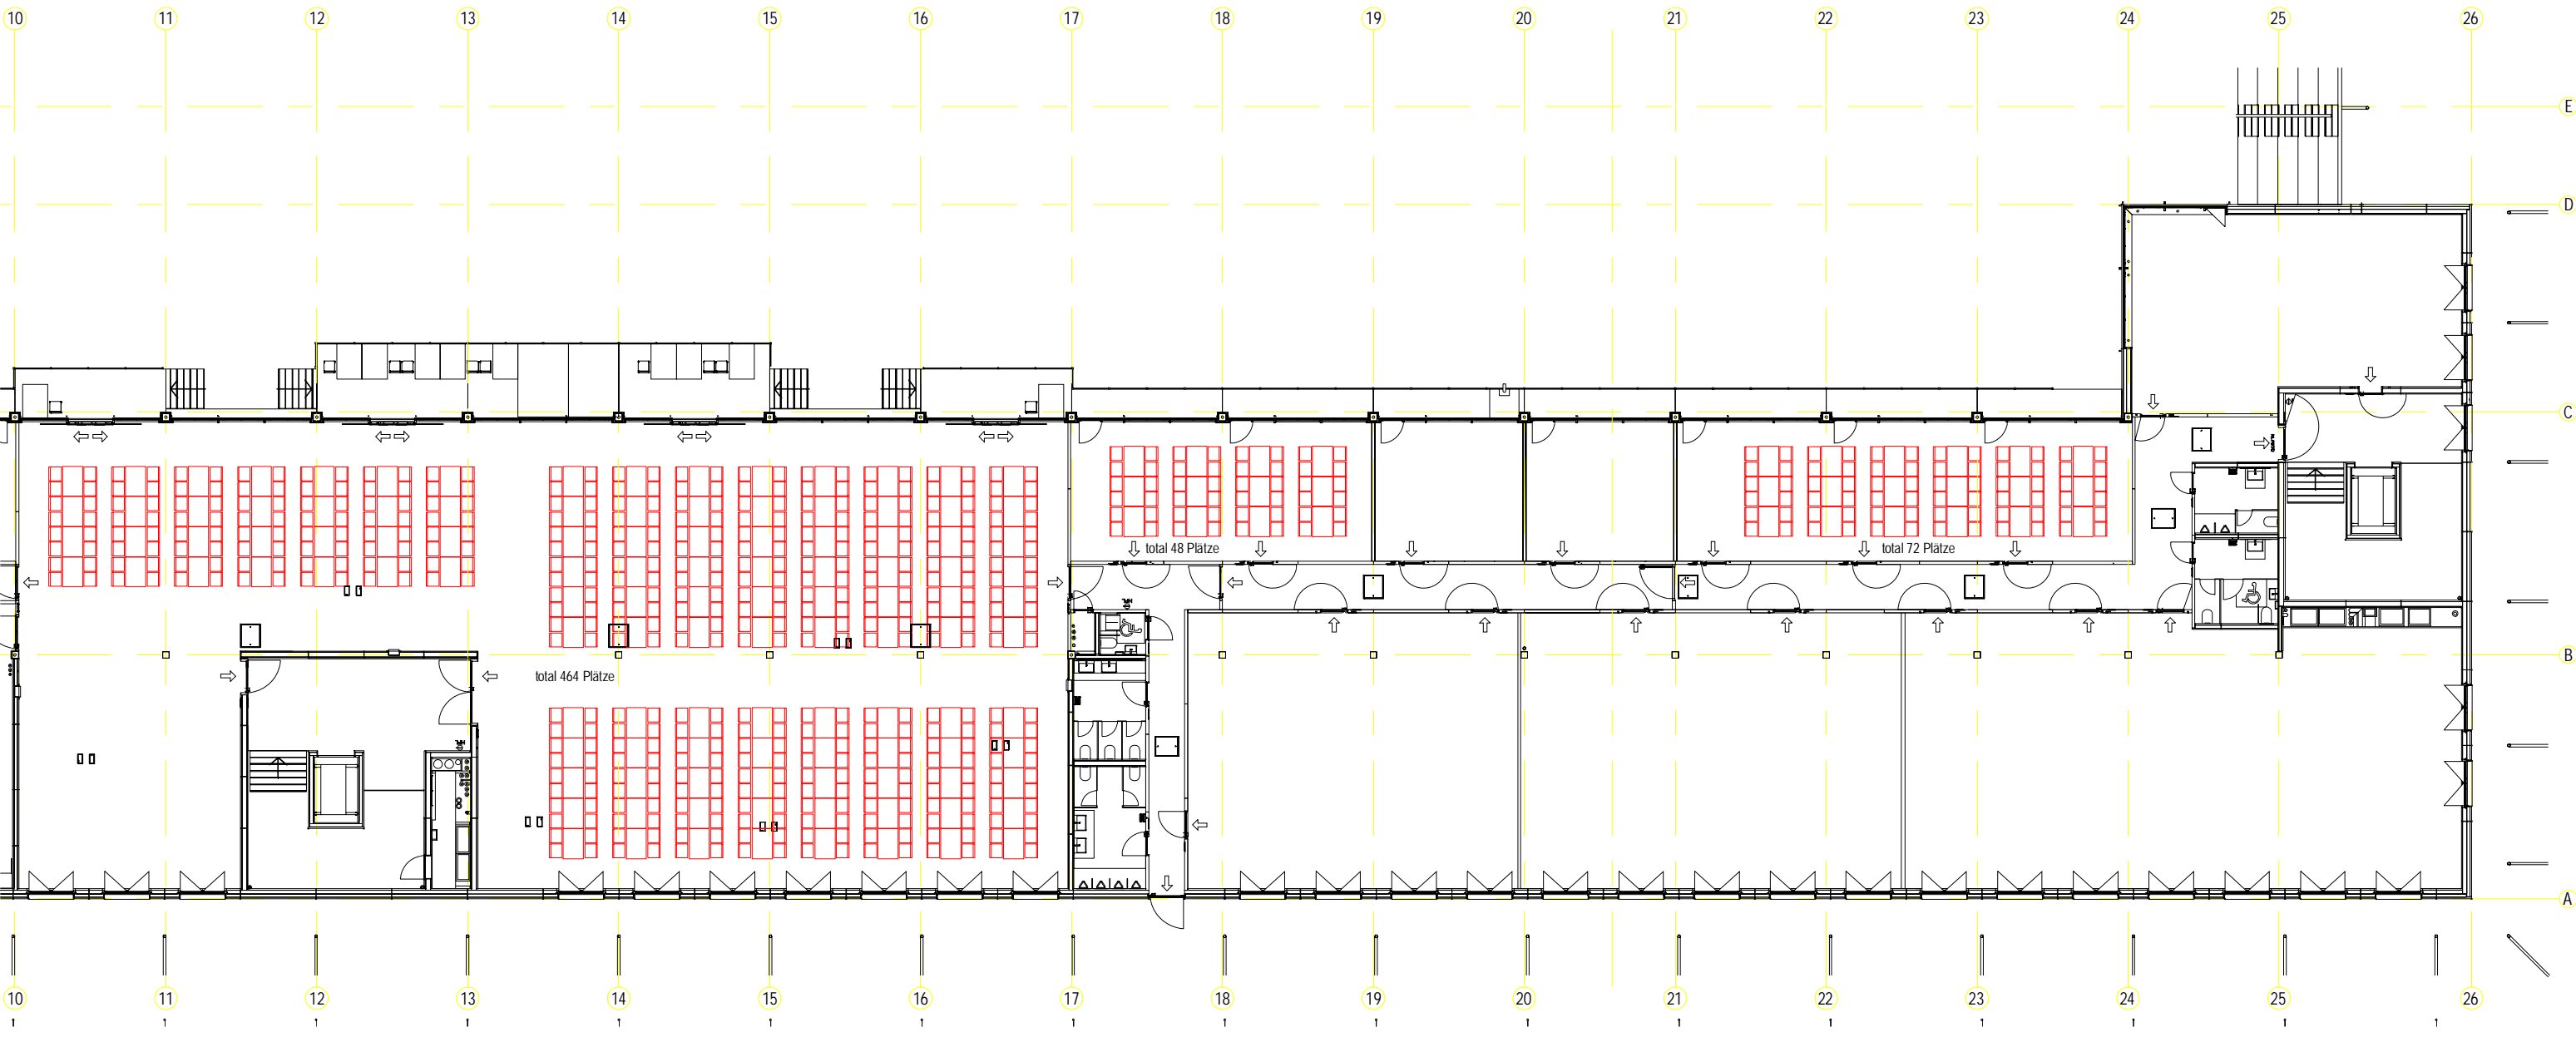 10 11 12 13 14 15 16 17 18 19 20 21 22 23 24 25 26
E
D
C
total 48 Plätze
total 72 Plätze
B
total 464 Plätze
A
10 11 12 13 14 15 16 17 18 19 20 21 22 23 24 25 26